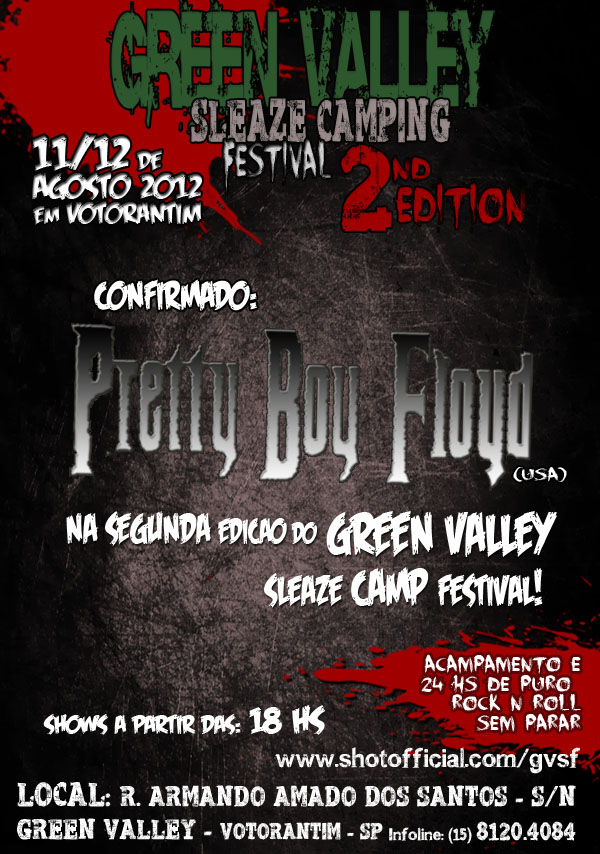 GREEN VALLEY
SLEAZE CAMPING
FESTIVAL
2ND EDITION
11/12 DE
AGOSTO 2012
EM VOTORANTIM
CONFIRMADO:
Pretty Boy Floyd
(USA)
NA SEGUNDA EDICAO DO GREEN VALLEY
SLEAZE CAMP FESTIVAL!
ACAMPAMENTO E
24 HS DE PURO
ROCK N ROLL
SEM PARAR
SHOWS A PARTIR DAS: 18 HS
www.shotofficial.com/gvsf
LOCAL: R. ARMANDO AMADO DOS SANTOS - S/N
GREEN VALLEY - VOTORANTIM - SP Infoline: (15) 8120.4084